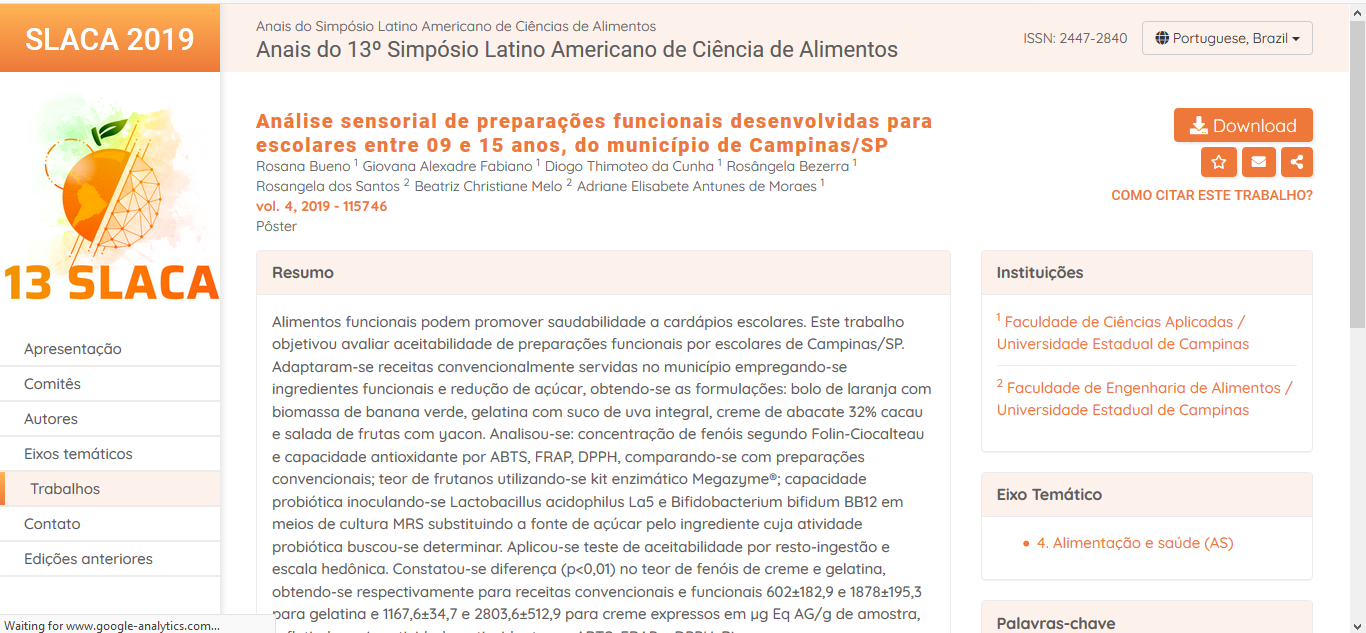 SLACA 2019
Anais do Simpósio Latino Americano de Ciências de Alimentos
Anais do 13º Simpósio Latino Americano de Ciência de Alimentos
ISSN: 2447-2840
Portuguese, Brazil
13 SLACA
Apresentação
Comitês
Autores
Eixos temáticos
Trabalhos
Contato
Edições anteriores
Análise sensorial de preparações funcionais desenvolvidas para
escolares entre 09 e 15 anos, do município de Campinas/SP
Rosana Bueno 1 Giovana Alexadre Fabiano 1 Diogo Thimoteo da Cunha 1 Rosângela Bezerra 1
Rosangela dos Santos 2 Beatriz Christiane Melo 2 Adriane Elisabete Antunes de Moraes 1
vol. 4, 2019 - 115746
Pôster
Download
COMO CITAR ESTE TRABALHO?
Resumo
Alimentos funcionais podem promover saudabilidade a cardápios escolares. Este trabalho
objetivou avaliar aceitabilidade de preparações funcionais por escolares de Campinas/SP.
Adaptaram-se receitas convencionalmente servidas no município empregando-se
ingredientes funcionais e redução de açúcar, obtendo-se as formulações: bolo de laranja com
biomassa de banana verde, gelatina com suco de uva integral, creme de abacate 32% cacau
e salada de frutas com yacon. Analisou-se: concentração de fenóis segundo Folin-Ciocalteau
e capacidade antioxidante por ABTS, FRAP, DPPH, comparando-se com preparações
convencionais; teor de frutanos utilizando-se kit enzimático Megazyme®; capacidade
probiótica inoculando-se Lactobacillus acidophilus La5 e Bifidobacterium bifidum BB12 em
meios de cultura MRS substituindo a fonte de açúcar pelo ingrediente cuja atividade
probiótica buscou-se determinar. Aplicou-se teste de aceitabilidade por resto-ingestão e
escala hedônica. Constatou-se diferença (p<0,01) no teor de fenóis de creme e gelatina,
obtendo-se respectivamente para receitas convencionais e funcionais 602±182,9 e 1878±195,3
para gelatina e 1167,6±34,7 e 2803,6±512,9 para creme expressos em µg Eq AG/g de amostra,
Instituições
1 Faculdade de Ciências Aplicadas /
Universidade Estadual de Campinas
2 Faculdade de Engenharia de Alimentos /
Universidade Estadual de Campinas
Eixo Temático
4. Alimentação e saúde (AS)
Palavras-chave
Waiting for www.google-analytics.com...